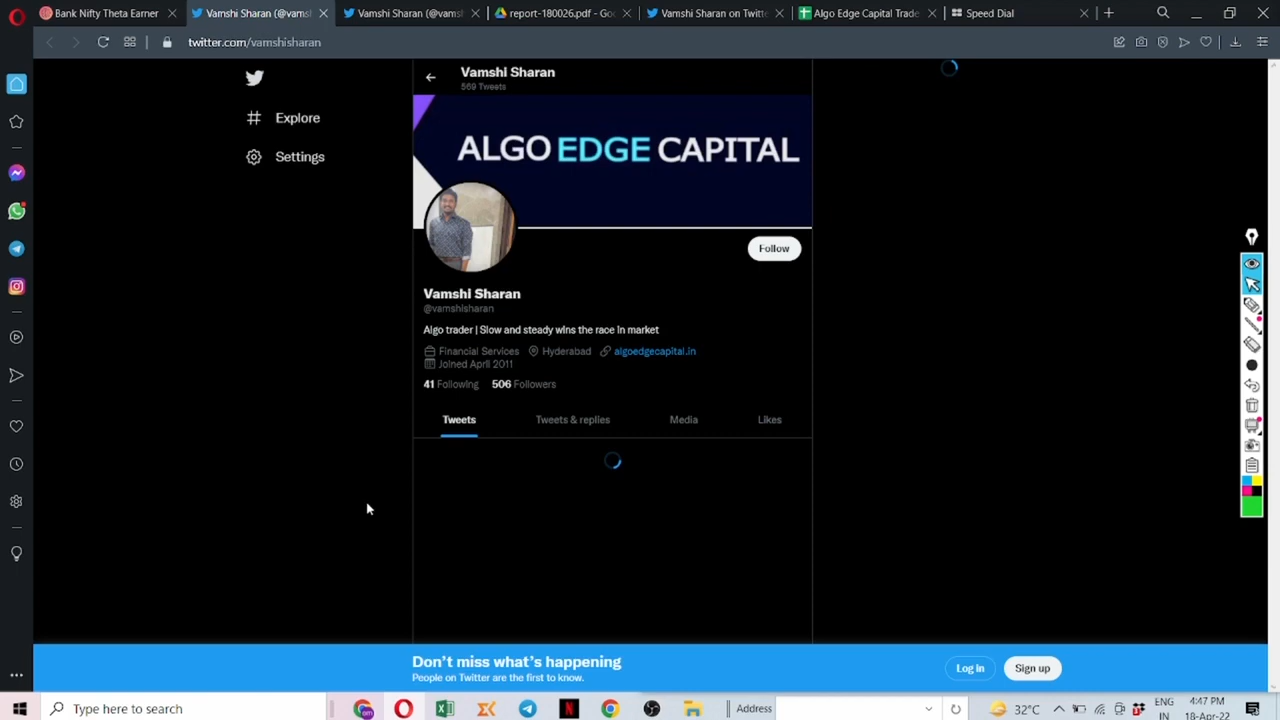 Bank Nifty Theta Earner
Vamshi Sharan (@vams
Vamshi Sharan (@vamsh
report-180026.pdf - Goo
Vamshi Sharan on Twitte
Algo Edge Capital Trade
Speed Dial
twitter.com/vamshisharan
Vamshi Sharan
569 Tweets
Explore
Settings
ALGO EDGE CAPITAL
Follow
Vamshi Sharan
@vamshisharan
Algo trader | Slow and steady wins the race in market
Financial Services Hyderabad algoedgecapital.in
Joined April 2011
41 Following 506 Followers
Tweets Tweets & replies Media Likes
Don't miss what's happening
People on Twitter are the first to know.
Log in Sign up
Type here to search
Address
32°C
ENG
IN
4:47 PM
18-Apr-22